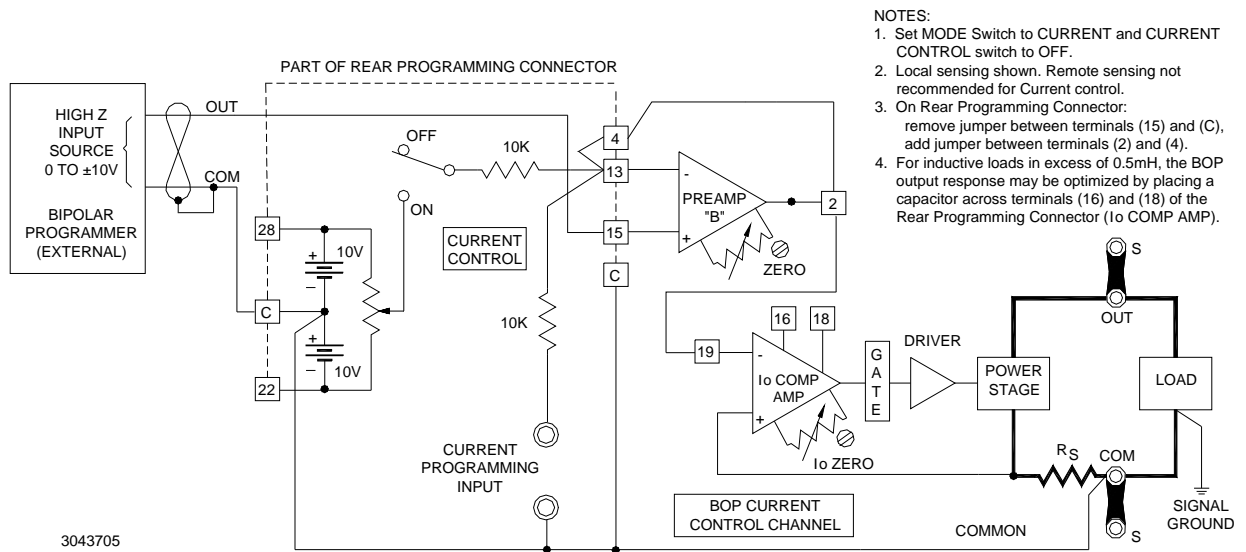 NOTES:
1. Set MODE Switch to CURRENT and CURRENT
CONTROL switch to OFF.
2. Local sensing shown. Remote sensing not
recommended for Current control.
3. On Rear Programming Connector:
remove jumper between terminals (15) and (C),
add jumper between terminals (2) and (4).
4. For inductive loads in excess of 0.5mH, the BOP
output response may be optimized by placing a
capacitor across terminals (16) and (18) of the
Rear Programming Connector (Io COMP AMP).
PART OF REAR PROGRAMMING CONNECTOR
HIGH Z
INPUT
SOURCE
0 TO ±10V
BIPOLAR
PROGRAMMER
(EXTERNAL)
OUT
COM
OFF
ON
10K
4
13
15
C
-
+
PREAMP
"B"
2
ZERO
28
C
22
+
–
10V
+
–
10V
CURRENT
CONTROL
10K
CURRENT
PROGRAMMING
INPUT
16
18
19
-
+
Io COMP
AMP
Io ZERO
G
A
T
E
DRIVER
POWER
STAGE
LOAD
S
OUT
RS
COM
S
SIGNAL
GROUND
BOP CURRENT
CONTROL CHANNEL
COMMON
3043705